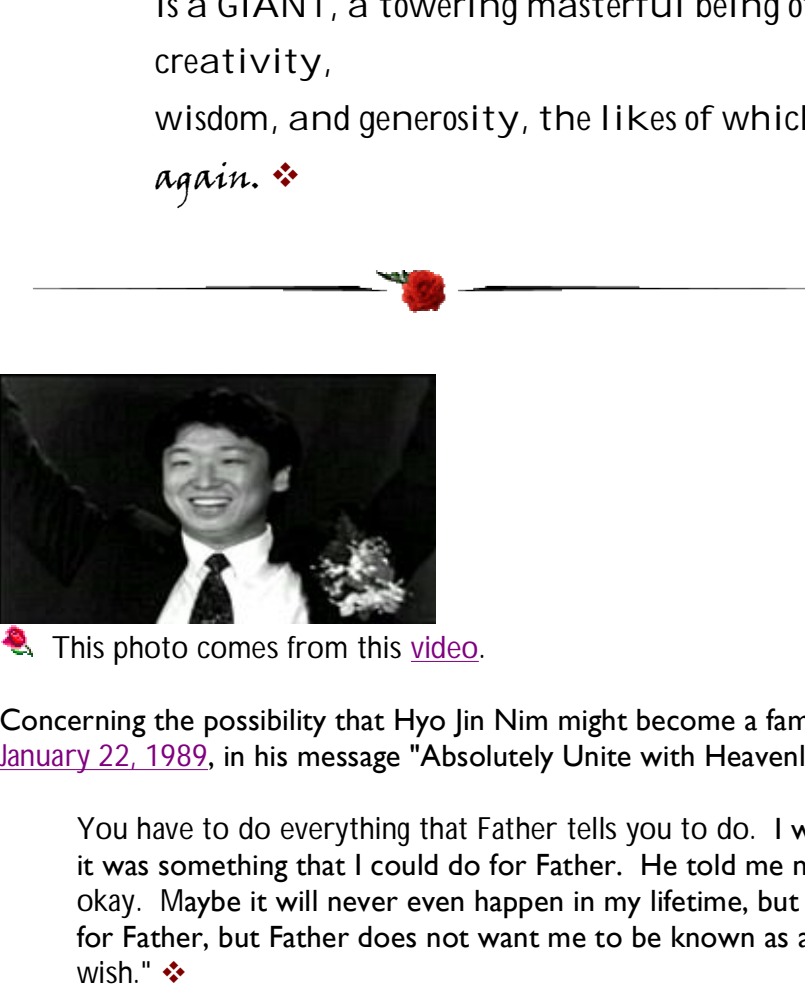 is a GIANT, a towering masterful being of
creativity,
wisdom, and generosity, the likes of which
again. ❖
This photo comes from this video.
Concerning the possibility that Hyo Jin Nim might become a fam
January 22, 1989, in his message "Absolutely Unite with Heavenl
You have to do everything that Father tells you to do. I w
it was something that I could do for Father. He told me n
okay. Maybe it will never even happen in my lifetime, but
for Father, but Father does not want me to be known as a
wish." ❖